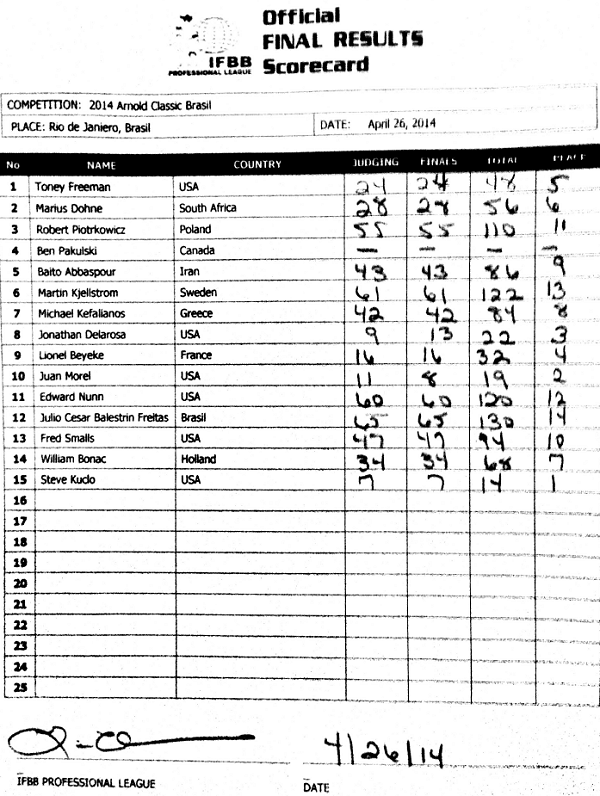 Official
FINAL RESULTS
Scorecard
IFBB
PROFESSIONAL LEAGUE
COMPETITION: 2014 Arnold Classic Brasil
PLACE: Rio de Janiero, Brasil DATE: April 26, 2014
No NAME COUNTRY JUDGING FINALS TOTAL PLACE
1 Toney Freeman USA 24 24 48 5
2 Marius Dohne South Africa 28 28 56 6
3 Robert Piotrkowicz Poland 55 55 110 11
4 Ben Pakulski Canada — — — —
5 Baito Abbaspour Iran 43 43 86 9
6 Martin Kjellstrom Sweden 61 61 122 13
7 Michael Kefalianos Greece 42 42 84 8
8 Jonathan Delarosa USA 9 13 22 3
9 Lionel Beyeke France 16 16 32 4
10 Juan Morel USA 11 8 19 2
11 Edward Nunn USA 60 60 120 12
12 Julio Cesar Balestrin Freitas Brasil 65 65 130 14
13 Fred Smalls USA 47 47 94 10
14 William Bonac Holland 34 34 68 7
15 Steve Kuclo USA 7 7 14 1
16
17
18
19
20
21
22
23
24
25
4/26/14
IFBB PROFESSIONAL LEAGUE DATE